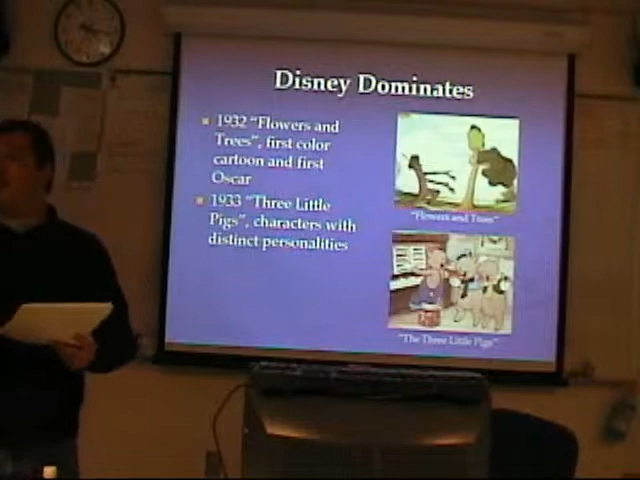 Disney Dominates
1932 "Flowers and
Trees", first color
cartoon and first
Oscar
1933 "Three Little
Pigs", characters with
distinct personalities
"Flowers and Trees"
"The Three Little Pigs"